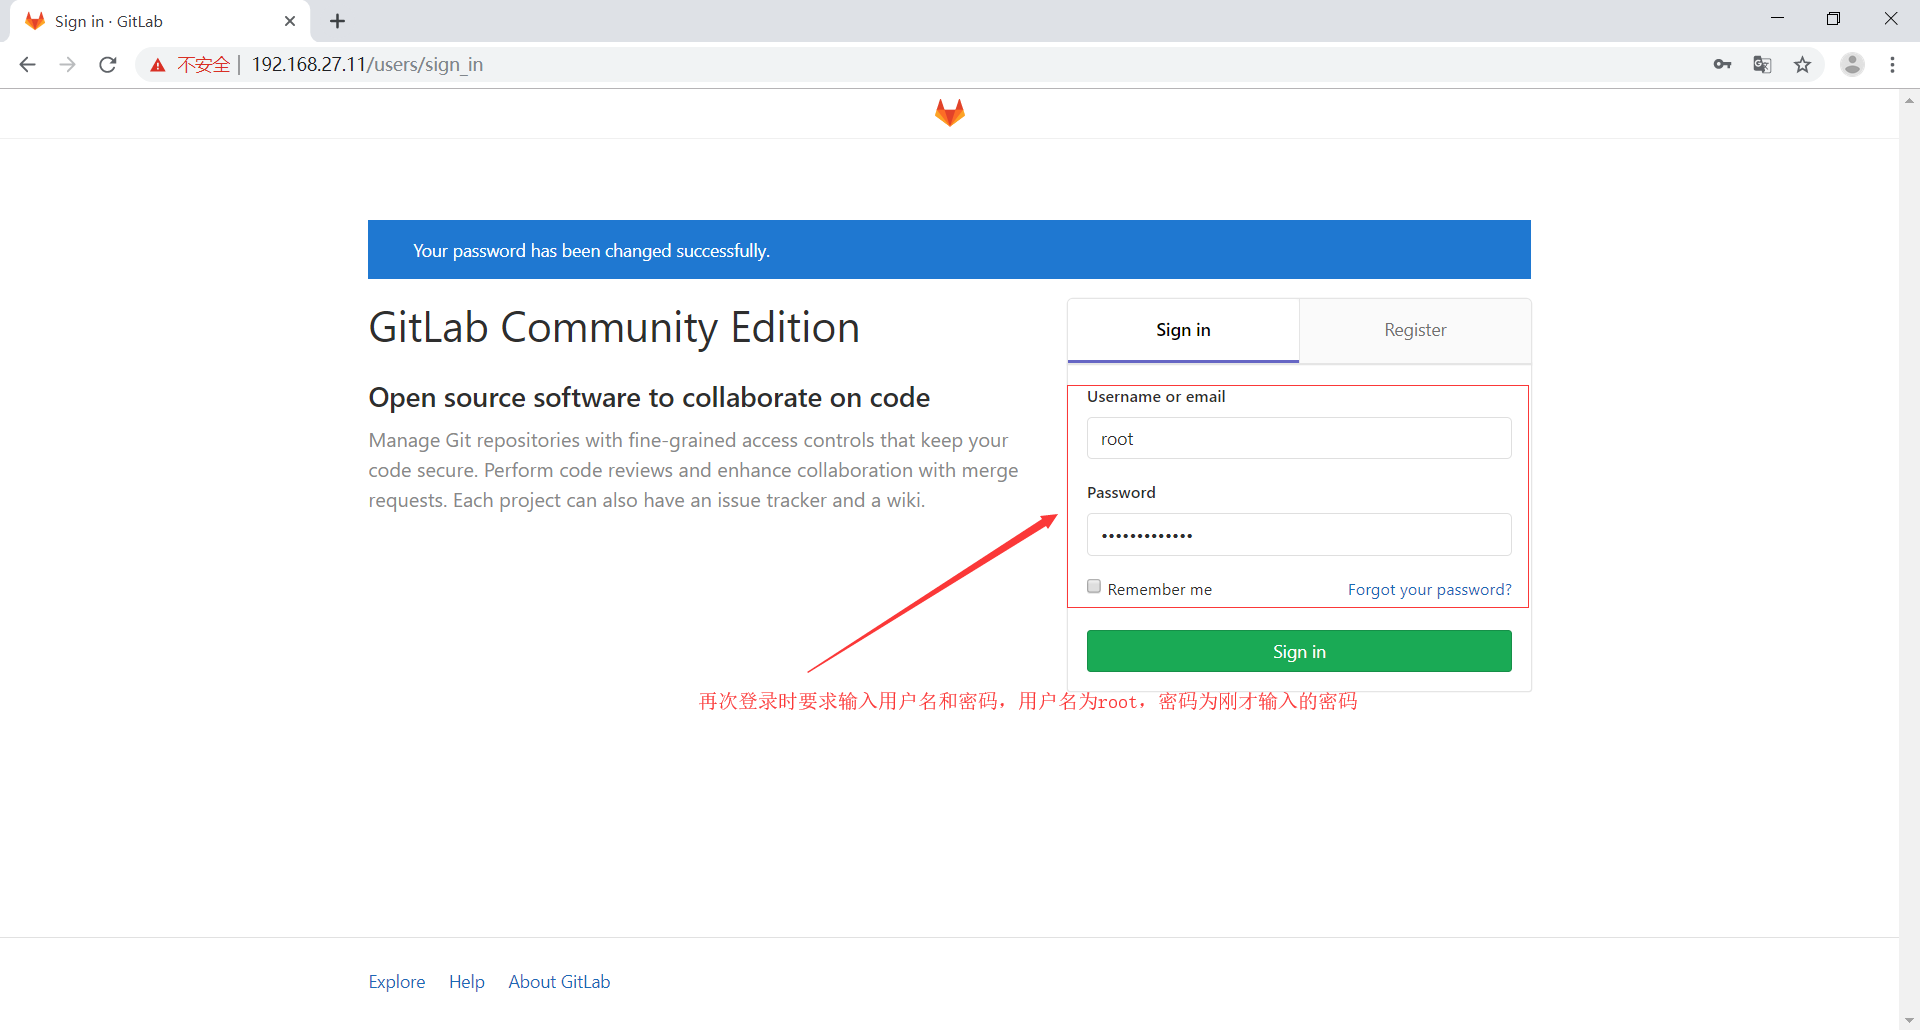 Sign in · GitLab
不安全 | 192.168.27.11/users/sign_in
Your password has been changed successfully.
GitLab Community Edition
Open source software to collaborate on code
Manage Git repositories with fine-grained access controls that keep your
code secure. Perform code reviews and enhance collaboration with merge
requests. Each project can also have an issue tracker and a wiki.
Sign in
Register
Username or email
root
Password
•••••••••••••
Remember me
Forgot your password?
Sign in
再次登录时要求输入用户名和密码，用户名为root，密码为刚才输入的密码
Explore
Help
About GitLab